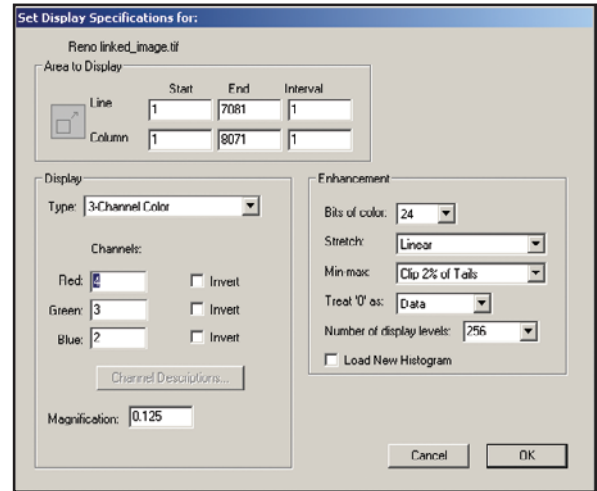 Set Display Specifications for:
Reno linked_image.tif
Area to Display
Start End Interval
Line 1 7081 1
Column 1 8071 1
Display
Type: 3-Channel Color
Channels:
Red: 4 Invert
Green: 3 Invert
Blue: 2 Invert
Channel Descriptions...
Magnification: 0.125
Enhancement
Bits of color: 24
Stretch: Linear
Min-max: Clip 2% of Tails
Treat '0' as: Data
Number of display levels: 256
Load New Histogram
Cancel OK